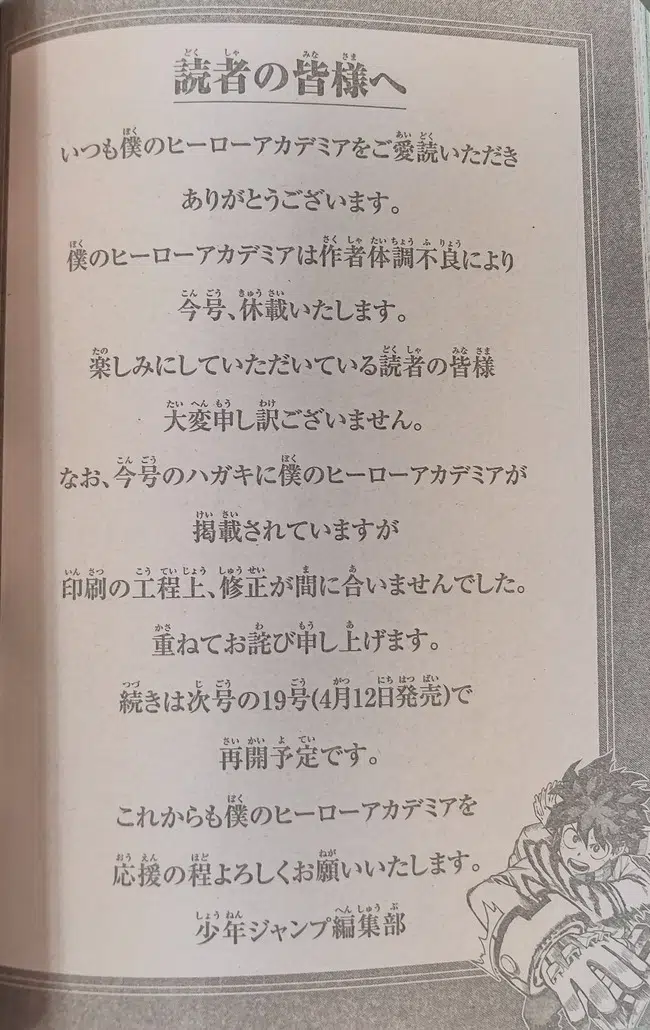 読者の皆様へ
いつも僕のヒーローアカデミアをご愛読いただき
ありがとうございます。
僕のヒーローアカデミアは作者体調不良により
今号、休載いたします。
楽しみにしていただいている読者の皆様
大変申し訳ございません。
なお、今号のハガキに僕のヒーローアカデミアが
掲載されていますが
印刷の工程上、修正が間に合いませんでした。
重ねてお詫び申し上げます。
続きは次号の19号(4月12日発売)で
再開予定です。
これからも僕のヒーローアカデミアを
応援の程よろしくお願いいたします。
少年ジャンプ編集部